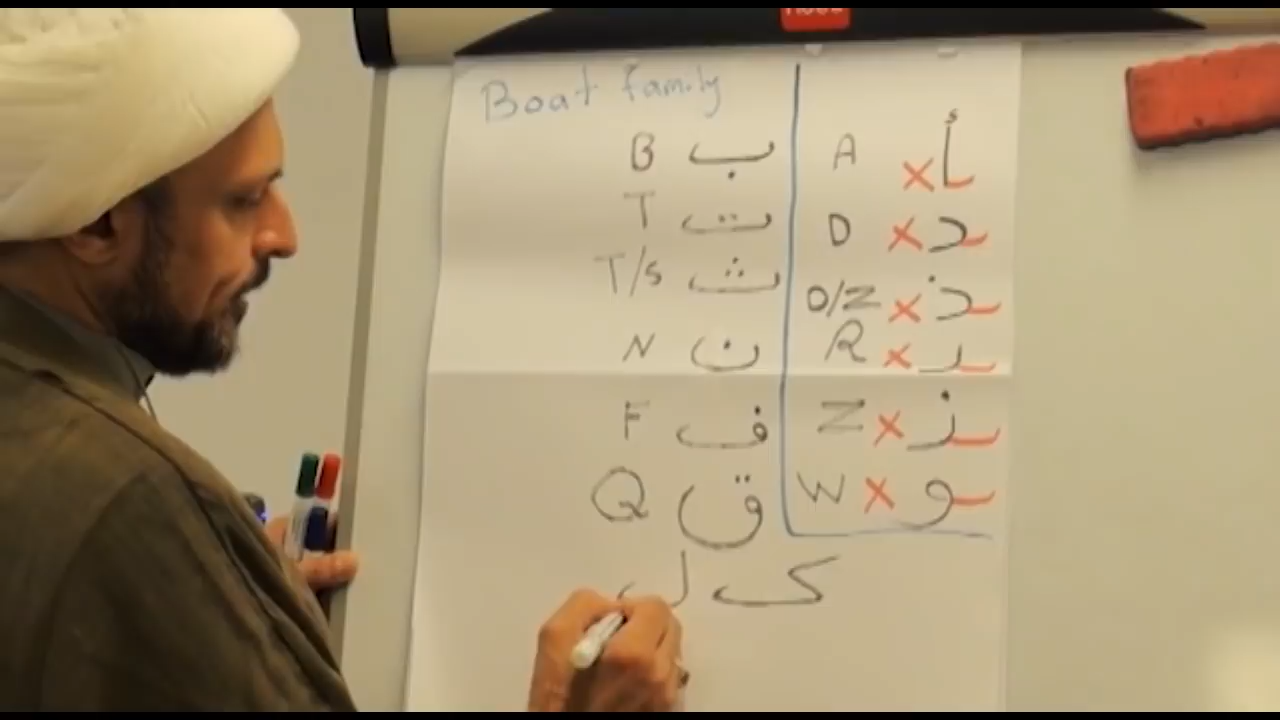 Boat family
B ب A أ
T ت D د
T/S ث D/Z ذ
N ن R ر
F ف Z ز
Q ق W و
ل ک